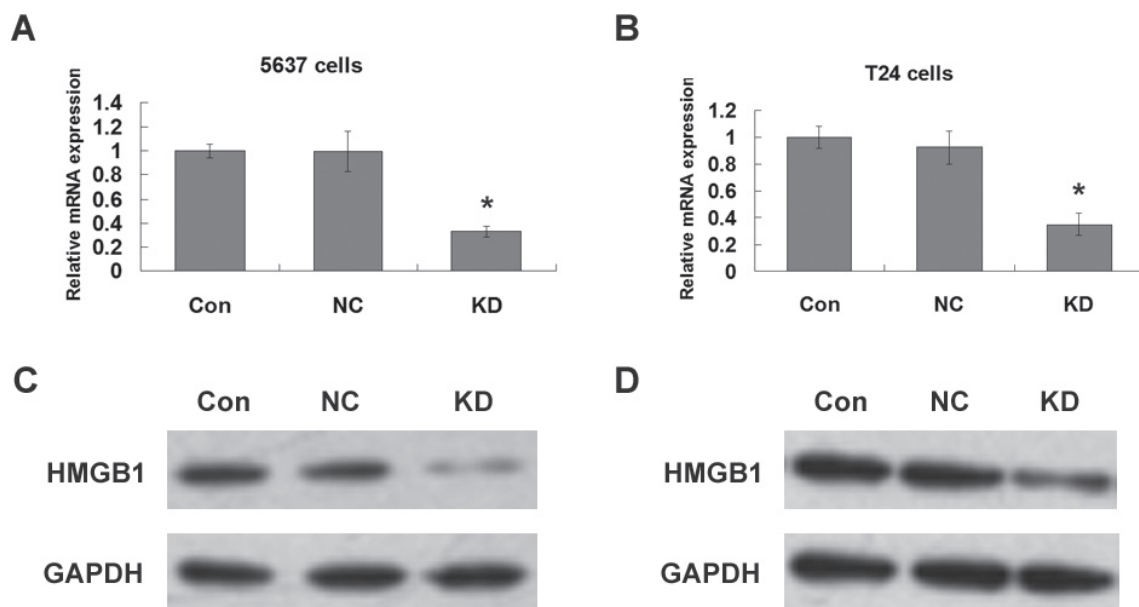 A
5637 cells
Relative mRNA expression
1.4
1.2
1
0.8
0.6
0.4
0.2
0
*
Con NC KD
B
T24 cells
Relative mRNA expression
1.2
1
0.8
0.6
0.4
0.2
0
*
Con NC KD
C
Con NC KD
HMGB1
GAPDH
D
Con NC KD
HMGB1
GAPDH